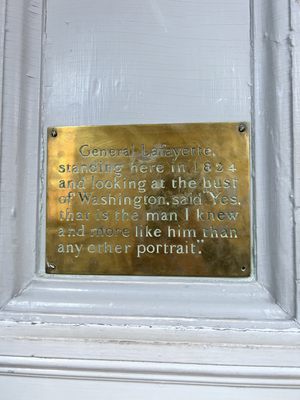 General Lafayette,
standing here in 1824
and looking at the bust
of Washington, said "Yes,
that is the man I knew
and more like him than
any other portrait."